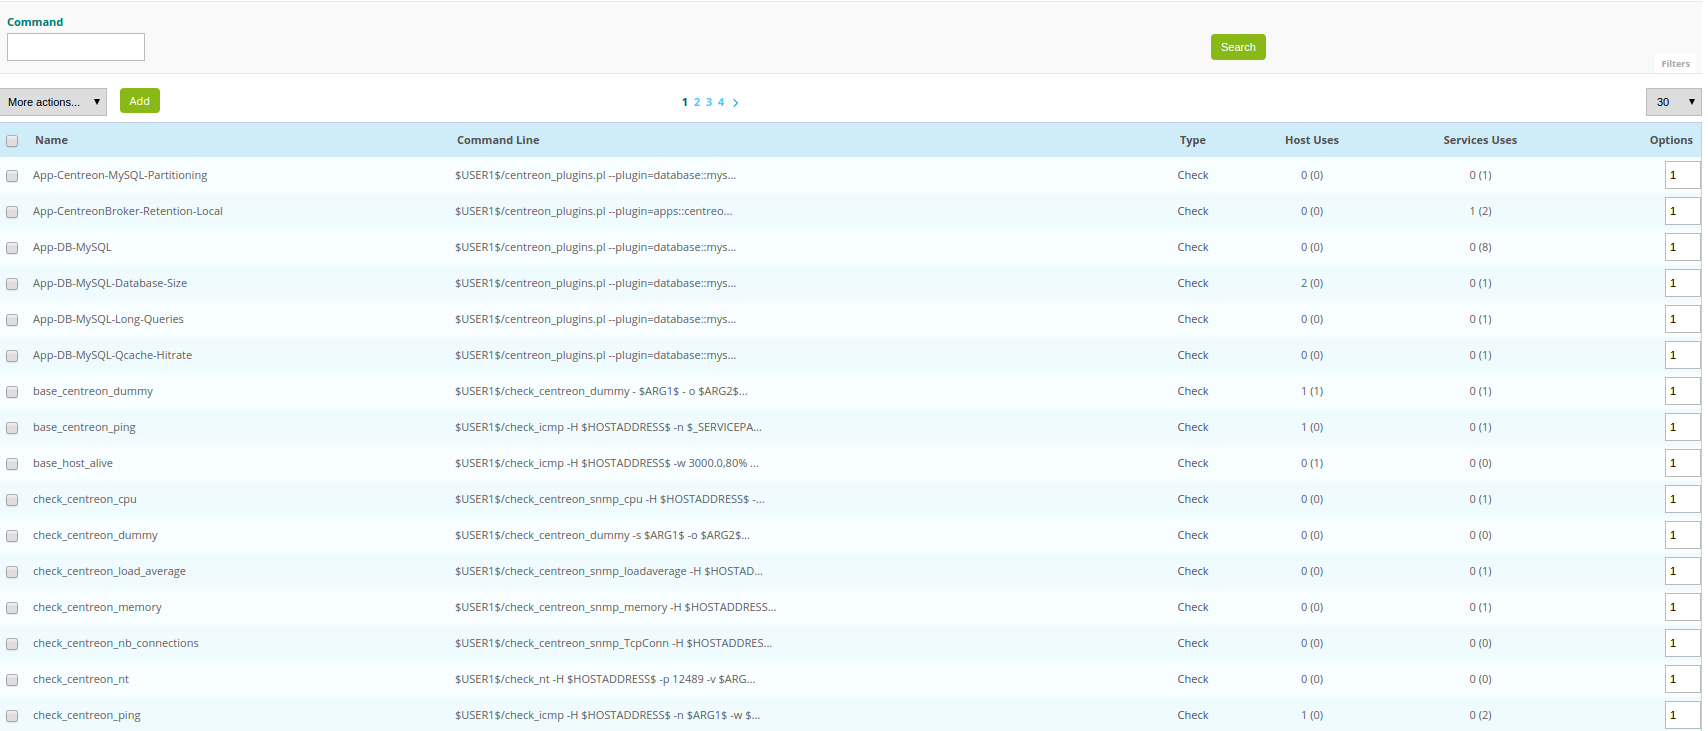 Command
Search
Filters
More actions... Add 1 2 3 4 > 30
Name Command Line Type Host Uses Services Uses Options
App-Centreon-MySQL-Partitioning $USER1$/centreon_plugins.pl --plugin=database::mys... Check 0 (0) 0 (1) 1
App-CentreonBroker-Retention-Local $USER1$/centreon_plugins.pl --plugin=apps::centreo... Check 0 (0) 1 (2) 1
App-DB-MySQL $USER1$/centreon_plugins.pl --plugin=database::mys... Check 0 (0) 0 (8) 1
App-DB-MySQL-Database-Size $USER1$/centreon_plugins.pl --plugin=database::mys... Check 2 (0) 0 (1) 1
App-DB-MySQL-Long-Queries $USER1$/centreon_plugins.pl --plugin=database::mys... Check 0 (0) 0 (1) 1
App-DB-MySQL-Qcache-Hitrate $USER1$/centreon_plugins.pl --plugin=database::mys... Check 0 (0) 0 (1) 1
base_centreon_dummy $USER1$/check_centreon_dummy - $ARG1$ - o $ARG2$... Check 1 (1) 0 (1) 1
base_centreon_ping $USER1$/check_icmp -H $HOSTADDRESS$ -n $_SERVICEPA... Check 1 (0) 0 (1) 1
base_host_alive $USER1$/check_icmp -H $HOSTADDRESS$ -w 3000.0,80% ... Check 0 (1) 0 (0) 1
check_centreon_cpu $USER1$/check_centreon_snmp_cpu -H $HOSTADDRESS$ -... Check 0 (0) 0 (1) 1
check_centreon_dummy $USER1$/check_centreon_dummy -s $ARG1$ -o $ARG2$... Check 0 (0) 0 (0) 1
check_centreon_load_average $USER1$/check_centreon_snmp_loadaverage -H $HOSTAD... Check 0 (0) 0 (1) 1
check_centreon_memory $USER1$/check_centreon_snmp_memory -H $HOSTADDRESS... Check 0 (0) 0 (1) 1
check_centreon_nb_connections $USER1$/check_centreon_snmp_TcpConn -H $HOSTADDRES... Check 0 (0) 0 (0) 1
check_centreon_nt $USER1$/check_nt -H $HOSTADDRESS$ -p 12489 -v $ARG... Check 0 (0) 0 (0) 1
check_centreon_ping $USER1$/check_icmp -H $HOSTADDRESS$ -n $ARG1$ -w $... Check 1 (0) 0 (2) 1